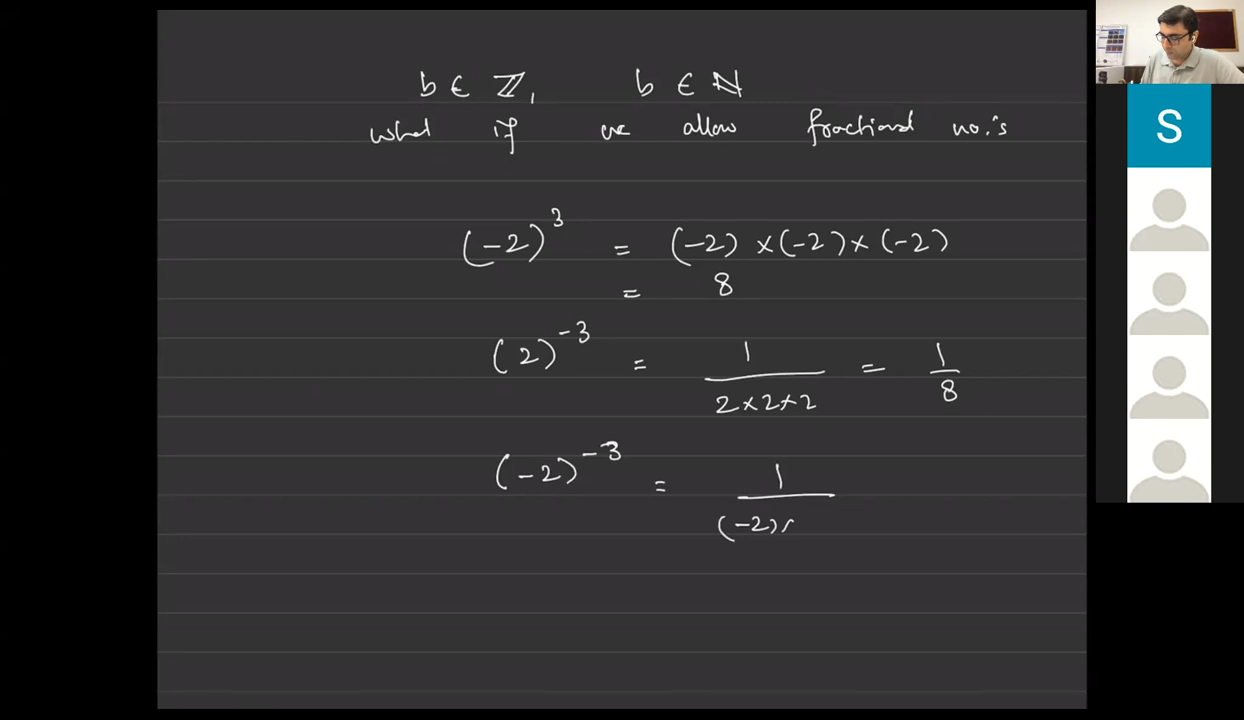 b ∈ ℤ, b ∈ ℕ
what if we allow fractional no.'s
S
(-2)^3 = (-2) × (-2) × (-2)
= 8
(2)^-3 = 1/(2×2×2) = 1/8
(-2)^-3 = 1/(-2)